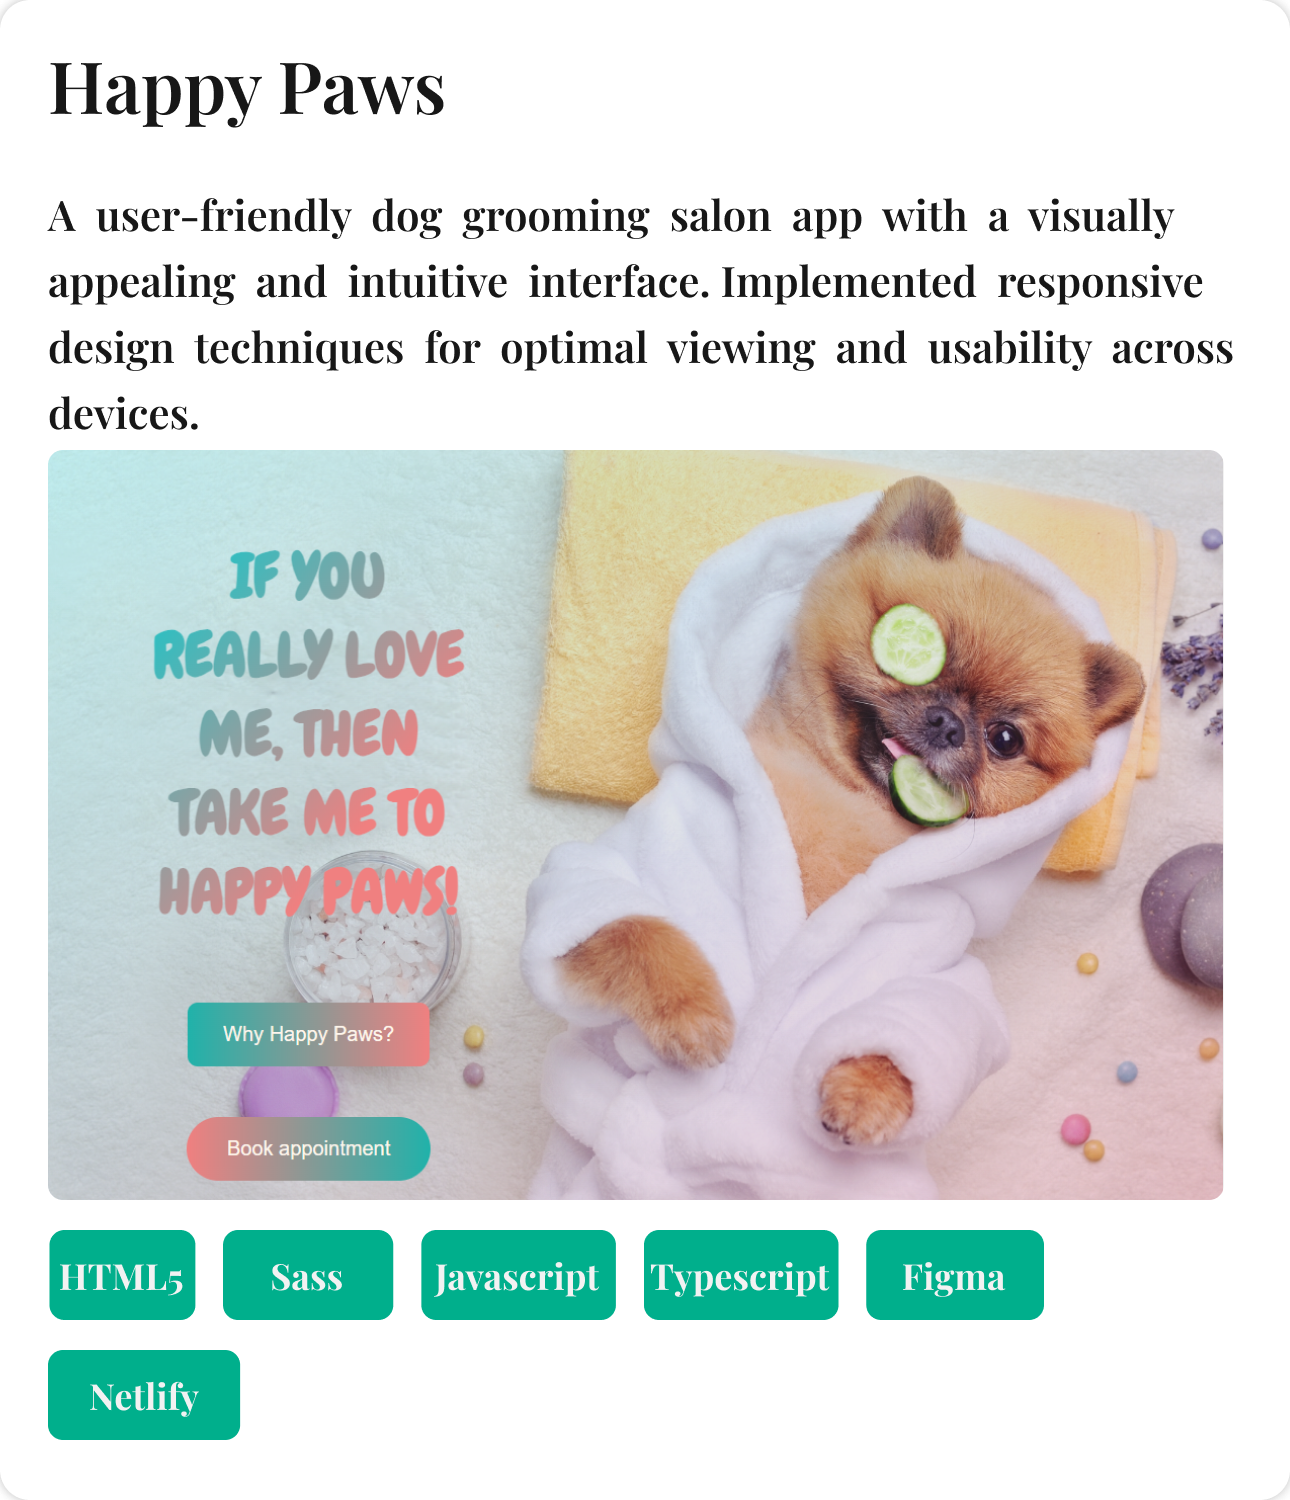 Happy Paws
A user-friendly dog grooming salon app with a visually
appealing and intuitive interface. Implemented responsive
design techniques for optimal viewing and usability across
devices.
IF YOU
REALLY LOVE
ME, THEN
TAKE ME TO
HAPPY PAWS!
Why Happy Paws?
Book appointment
HTML5 Sass Javascript Typescript Figma
Netlify